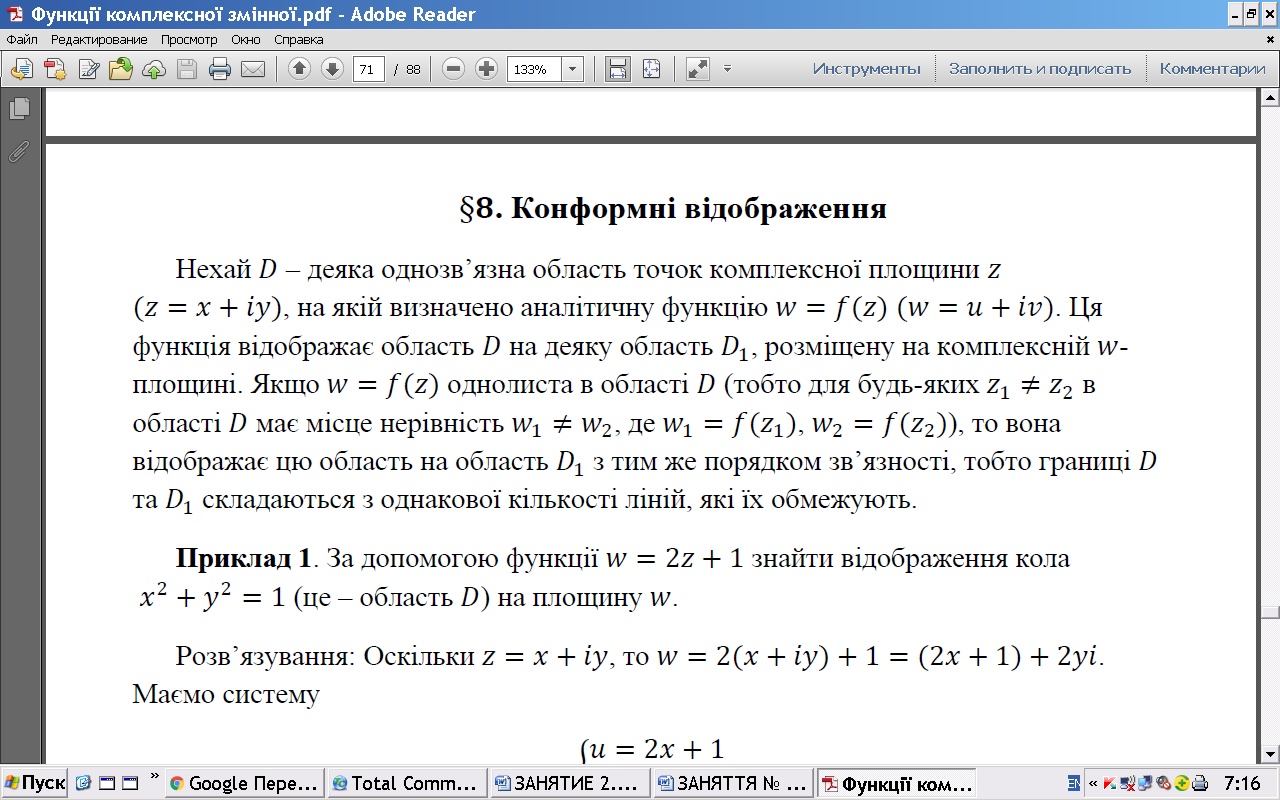 Функції комплексної змінної.pdf - Adobe Reader
Файл Редактирование Просмотр Окно Справка
71 / 88 133% Инструменты Заполнить и подписать Комментарии
§8. Конформні відображення
Нехай D – деяка однозв’язна область точок комплексної площини z
(z = x + iy), на якій визначено аналітичну функцію w = f(z) (w = u + iv). Ця
функція відображає область D на деяку область D₁, розміщену на комплексній w-
площині. Якщо w = f(z) однолиста в області D (тобто для будь-яких z₁ ≠ z₂ в
області D має місце нерівність w₁ ≠ w₂, де w₁ = f(z₁), w₂ = f(z₂)), то вона
відображає цю область на область D₁ з тим же порядком зв’язності, тобто границі D
та D₁ складаються з однакової кількості ліній, які їх обмежують.
Приклад 1. За допомогою функції w = 2z + 1 знайти відображення кола
x² + y² = 1 (це – область D) на площину w.
Розв’язування: Оскільки z = x + iy, то w = 2(x + iy) + 1 = (2x + 1) + 2yi.
Маємо систему
{u = 2x + 1
Пуск » Google Пере... Total Comm... ЗАНЯТИЕ 2.... ЗАНЯТТЯ № ... Функції ком... EN « 7:16